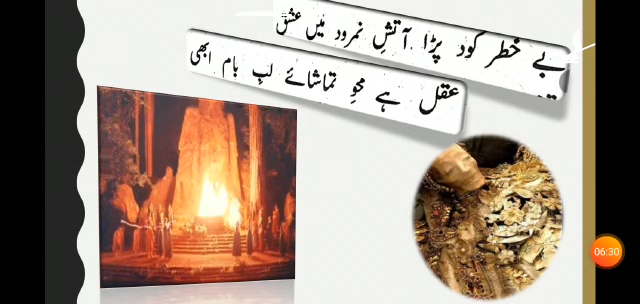 بے خطر کود پڑا آتشِ نمرود میں عشق
عقل ہے محوِ تماشائے لبِ بام ابھی
06:30